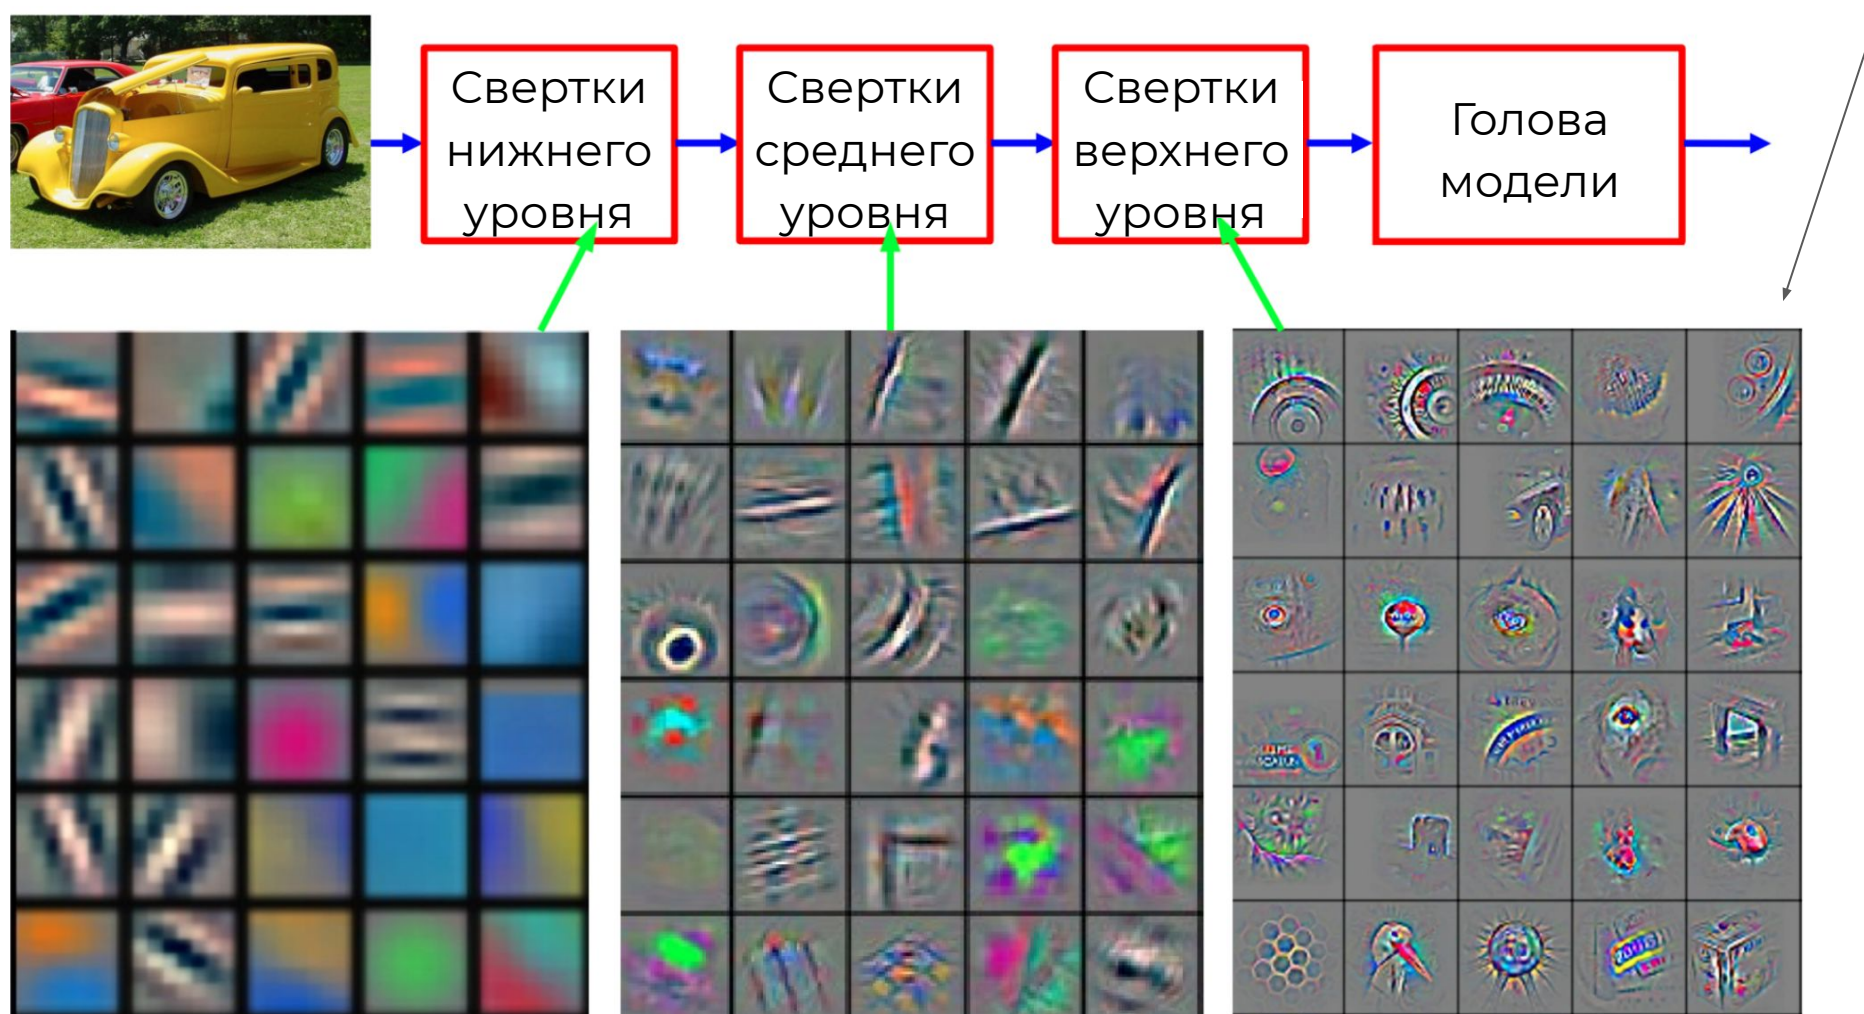 Свертки
нижнего
уровня
Свертки
среднего
уровня
Свертки
верхнего
уровня
Голова
модели